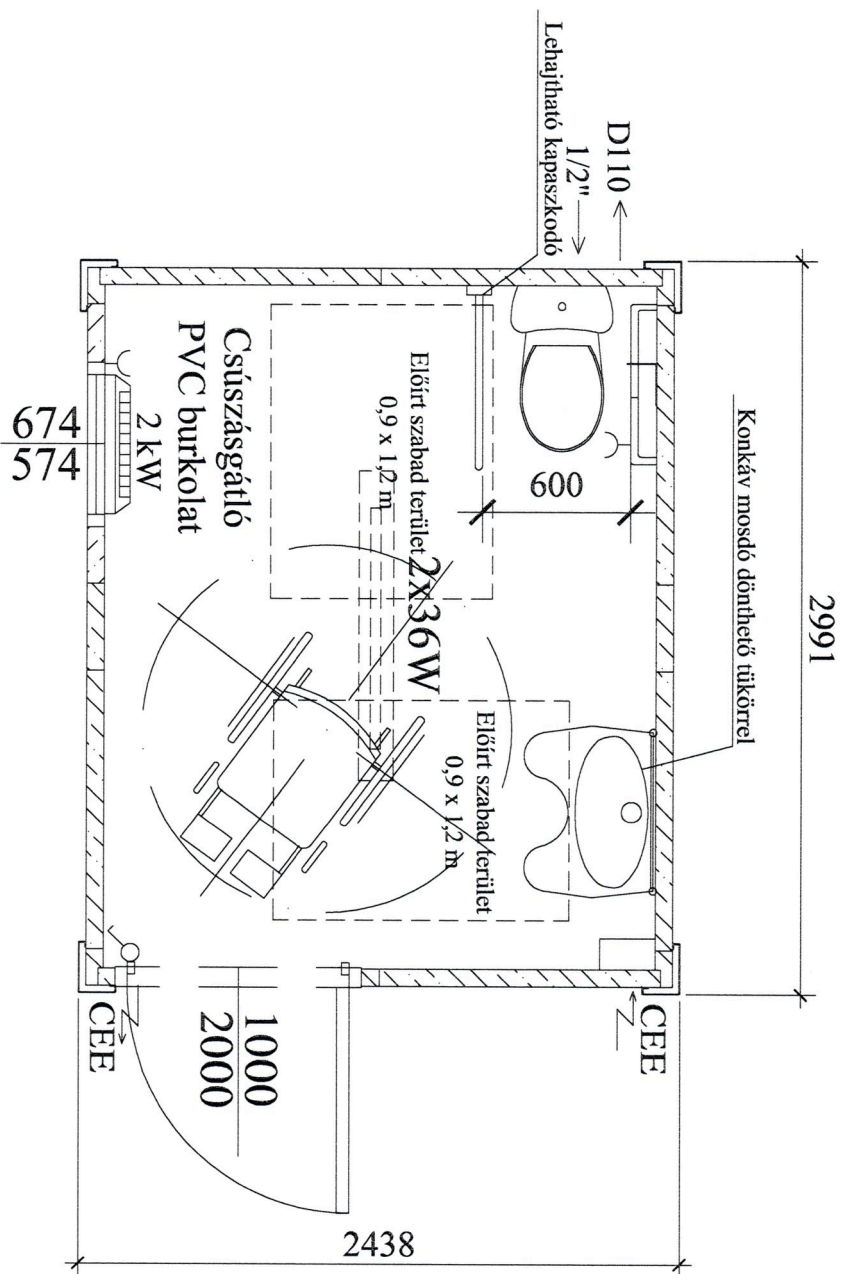 2991
Konkáv mosdó dönthető tükörrel
Lehajtható kapaszkodó
D110
1/2"
600
Előírt szabad terület
0,9 x 1,2 m
2x36W
Előírt szabad terület
0,9 x 1,2 m
Csúszásgátló
PVC burkolat
2 kW
674
574
CEE
CEE
1000
2000
2438